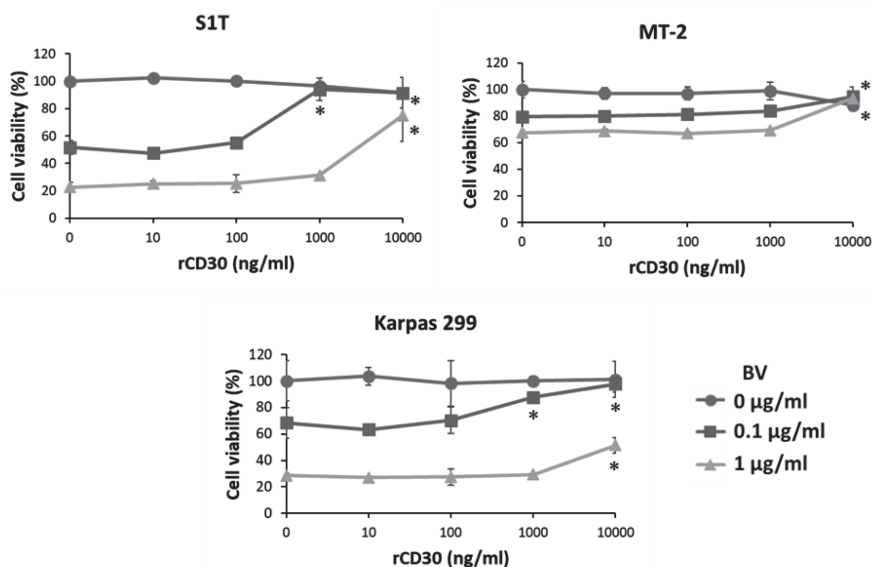 S1T
120
100
80
60
40
20
0
Cell viability (%)
0 10 100 1000 10000
rCD30 (ng/ml)
*
*
*
MT-2
120
100
80
60
40
20
0
Cell viability (%)
0 10 100 1000 10000
rCD30 (ng/ml)
*
*
Karpas 299
120
100
80
60
40
20
0
Cell viability (%)
0 10 100 1000 10000
rCD30 (ng/ml)
*
*
*
BV
0 µg/ml
0.1 µg/ml
1 µg/ml